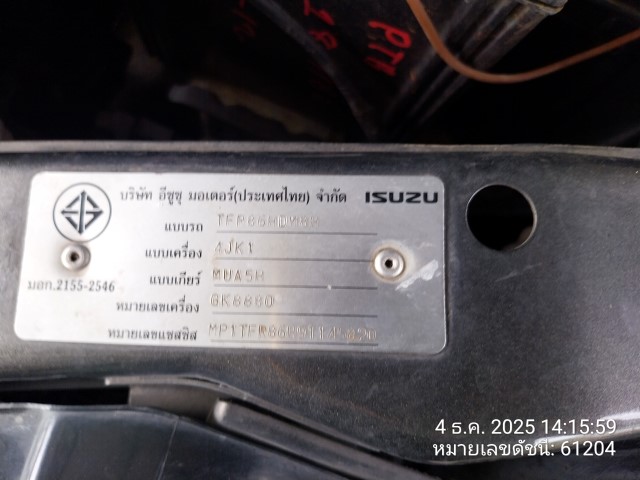 บริษัท อีซูซุ มอเตอร์(ประเทศไทย) จำกัด ISUZU
แบบรถ
แบบเครื่อง 4JK1
แบบเกียร์ MUA5H
หมายเลขเครื่อง GK8880
หมายเลขแชสซิส
มอก.2155-2546
4 ธ.ค. 2025 14:15:59
หมายเลขดัชนี: 61204